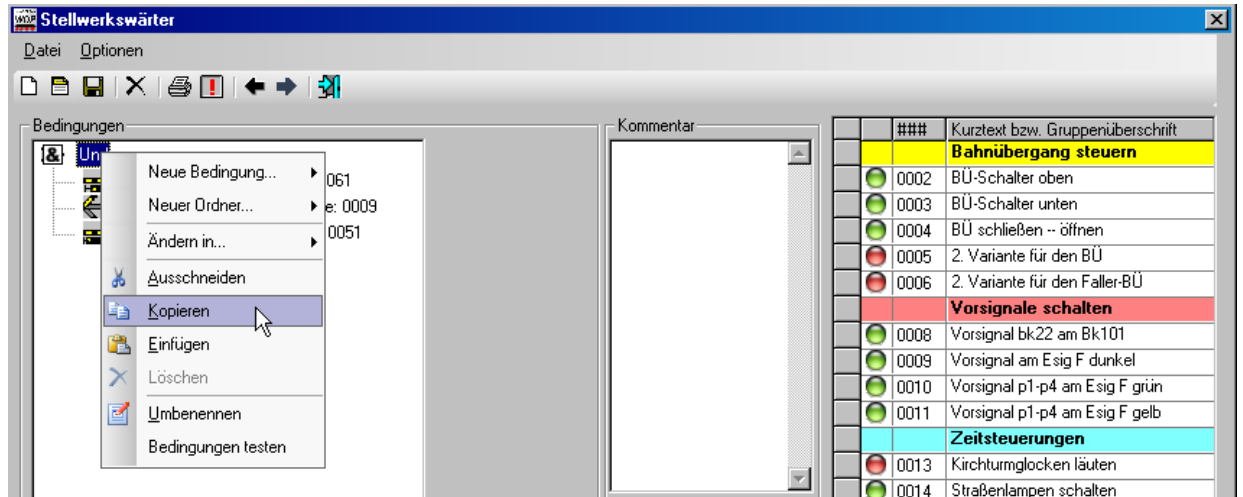 Stellwerkswärter
Datei Optionen
Bedingungen
Und
061
e: 0009
0051
Neue Bedingung...
Neuer Ordner...
Ändern in...
Ausschneiden
Kopieren
Einfügen
Löschen
Umbenennen
Bedingungen testen
Kommentar
### Kurztext bzw. Gruppenüberschrift
Bahnübergang steuern
0002 BÜ-Schalter oben
0003 BÜ-Schalter unten
0004 BÜ schließen -- öffnen
0005 2. Variante für den BÜ
0006 2. Variante für den Faller-BÜ
Vorsignale schalten
0008 Vorsignal bk22 am Bk101
0009 Vorsignal am Esig F dunkel
0010 Vorsignal p1-p4 am Esig F grün
0011 Vorsignal p1-p4 am Esig F gelb
Zeitsteuerungen
0013 Kirchturmglocken läuten
0014 Straßenlampen schalten